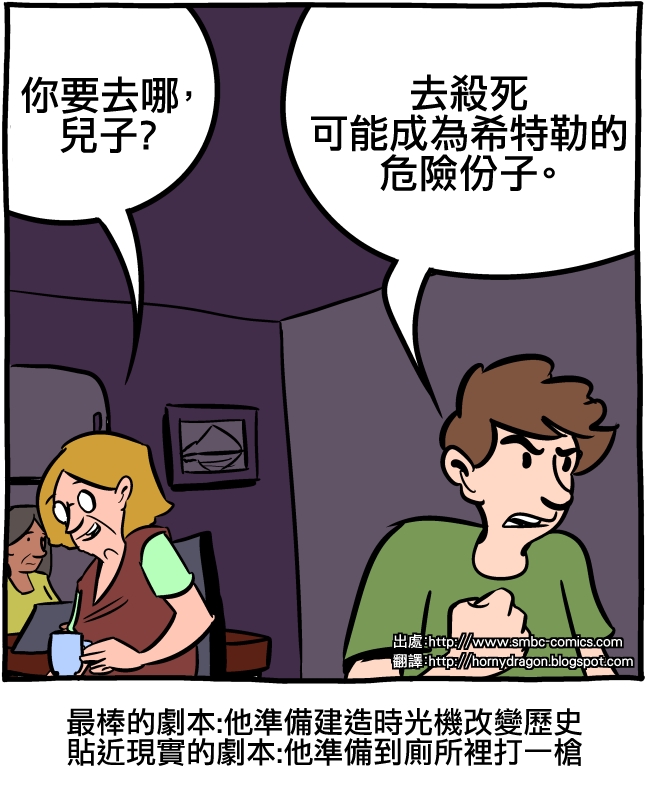 你要去哪,
兒子?
去殺死
可能成為希特勒的
危險份子。
出處:http://www.smbc-comics.com
翻譯:http://hornydragon.blogspot.com
最棒的劇本:他準備建造時光機改變歷史
貼近現實的劇本:他準備到廁所裡打一槍